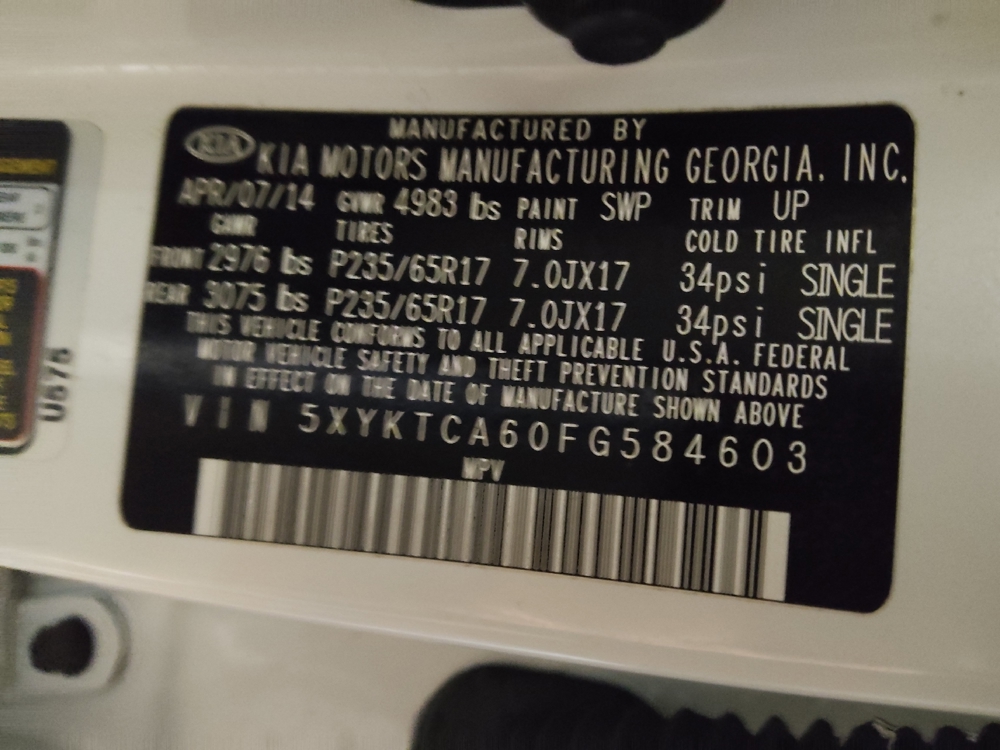 MANUFACTURED BY
KIA KIA MOTORS MANUFACTURING GEORGIA, INC.
APR/07/14 GVWR 4983 lbs PAINT SWP TRIM UP
GAWR TIRES RIMS COLD TIRE INFL
FRONT 2976 lbs P235/65R17 7.0JX17 34psi SINGLE
REAR 3075 lbs P235/65R17 7.0JX17 34psi SINGLE
THIS VEHICLE CONFORMS TO ALL APPLICABLE U.S.A. FEDERAL
MOTOR VEHICLE SAFETY AND THEFT PREVENTION STANDARDS
IN EFFECT ON THE DATE OF MANUFACTURE SHOWN ABOVE
VIN 5XYKTCA60FG584603
MPV